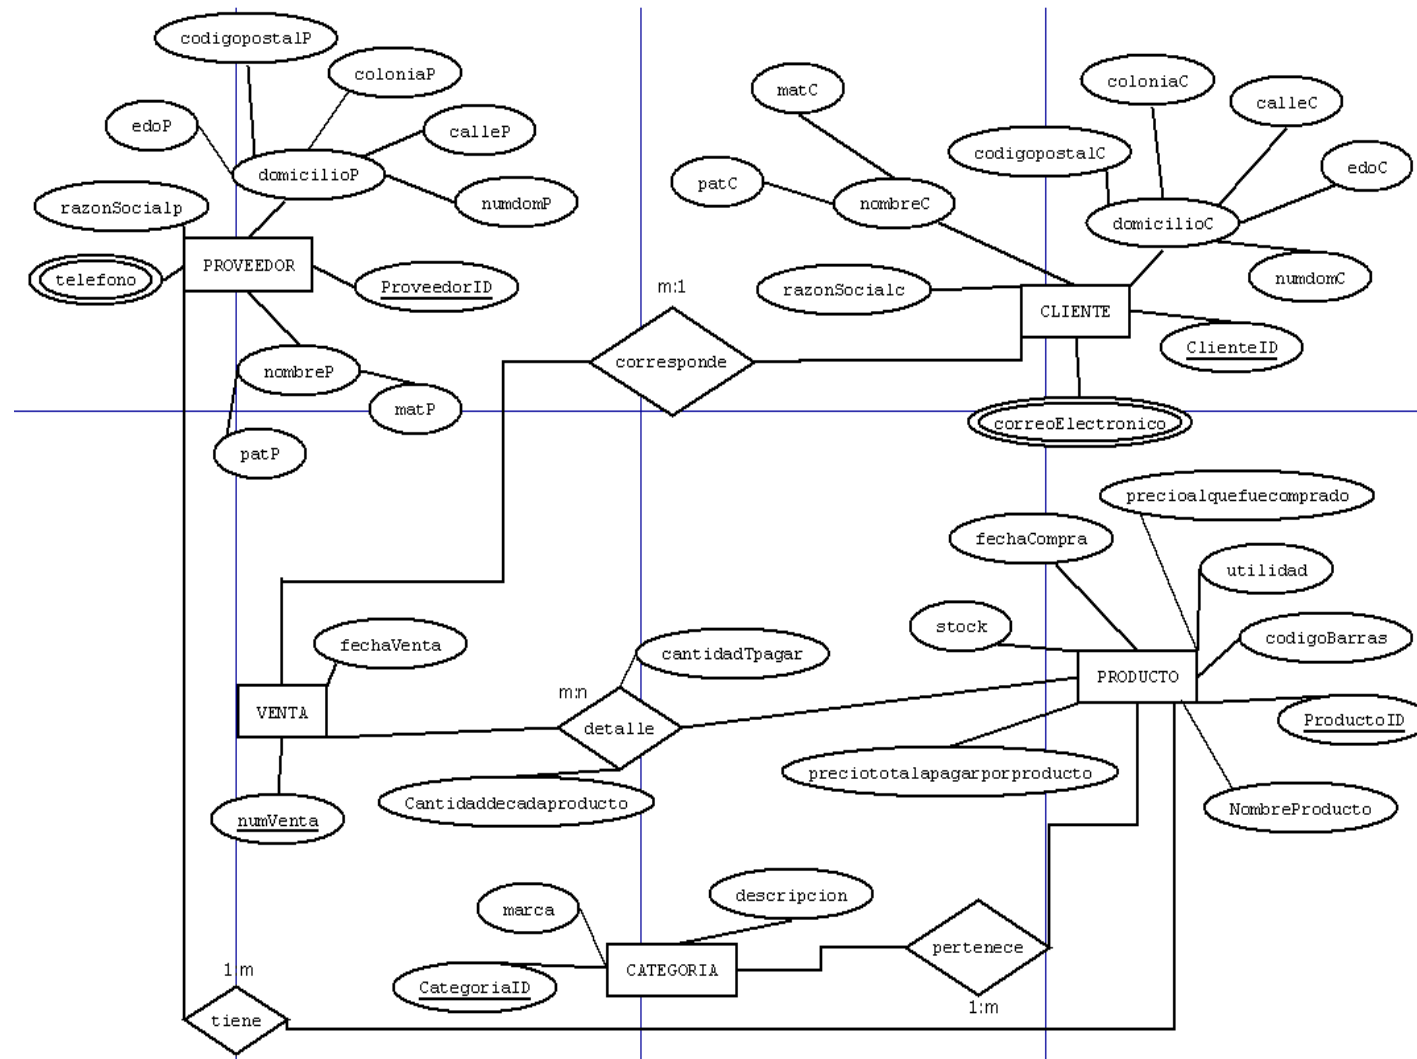 codigopostalP
coloniaP
edoP
calleP
domicilioP
numdomP
razonSocialp
PROVEEDOR
telefono
ProveedorID
nombreP
matP
patP
matC
coloniaC
calleC
codigopostalC
edoC
patC
nombreC
domicilioC
numdomC
razonSocialc
CLIENTE
ClienteID
m:1
corresponde
correoElectronico
precioalquefuecomprado
fechaCompra
utilidad
stock
codigoBarras
PRODUCTO
ProductoID
preciototalapagarporproducto
NombreProducto
fechaVenta
cantidadTpagar
m:n
VENTA
detalle
Cantidaddecadaproducto
numVenta
descripcion
marca
pertenece
CATEGORIA
CategoriaID
1:m
1:m
tiene